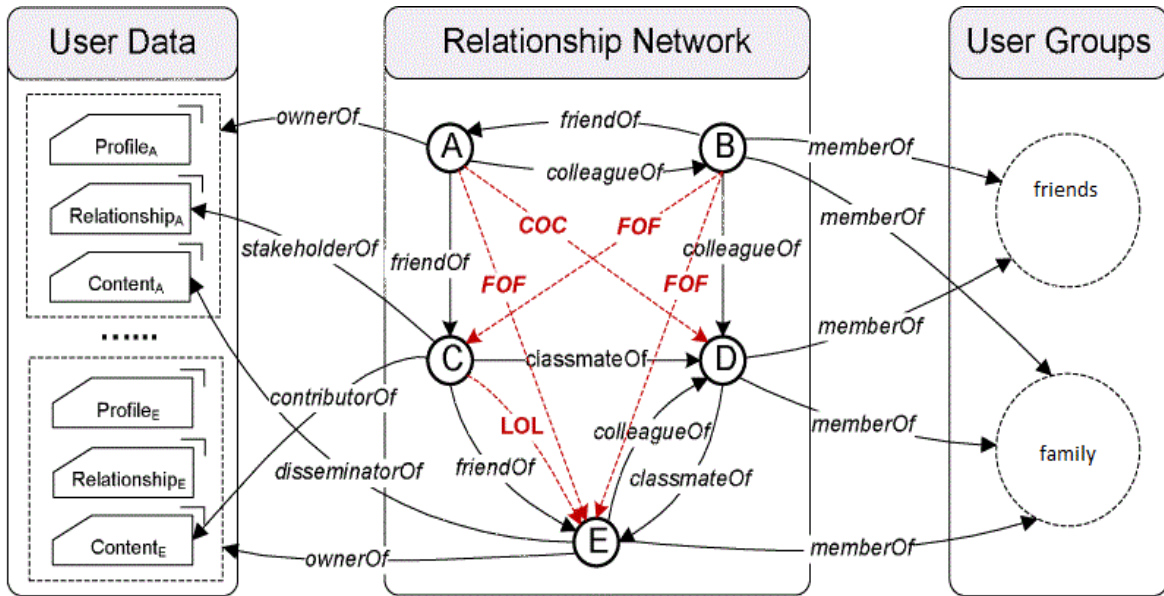 User Data
Relationship Network
User Groups
Profile_A
Relationship_A
Content_A
......
Profile_E
Relationship_E
Content_E
ownerOf
stakeholderOf
contributorOf
disseminatorOf
ownerOf
A
B
C
D
E
friendOf
colleagueOf
COC
FOF
friendOf
FOF
FOF
colleagueOf
classmateOf
LOL
colleagueOf
friendOf
classmateOf
memberOf
memberOf
memberOf
memberOf
memberOf
friends
family